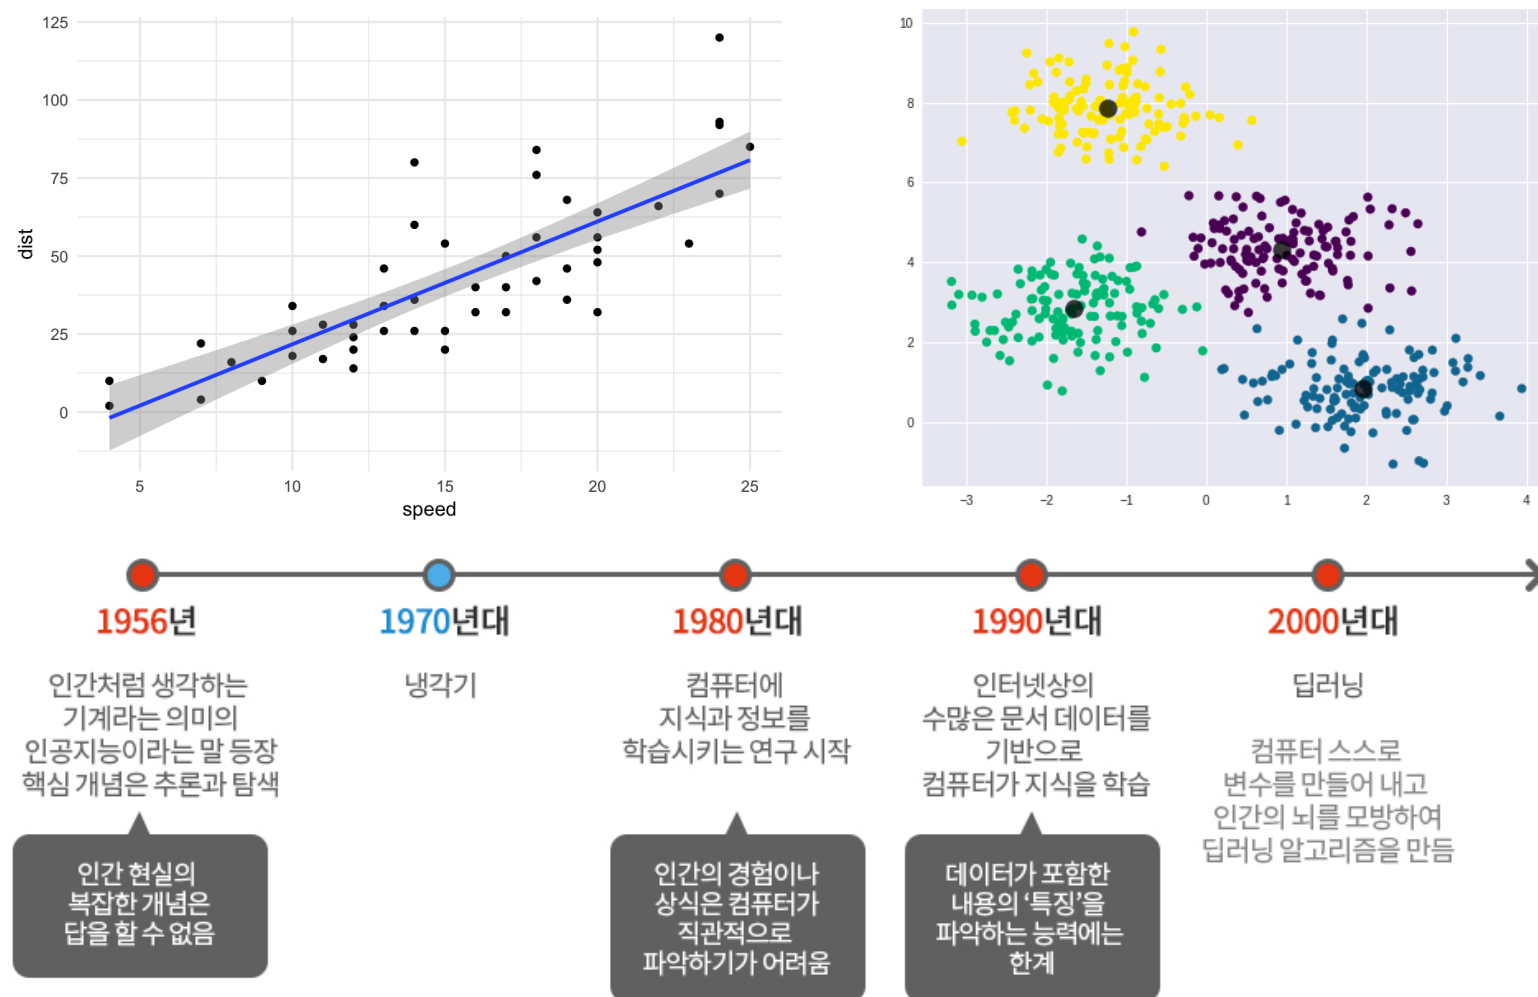 125
100
75
50
25
0
dist
5
10
15
20
25
speed
10
8
6
4
2
0
−3
−2
−1
0
1
2
3
4
1956년
인간처럼 생각하는
기계라는 의미의
인공지능이라는 말 등장
핵심 개념은 추론과 탐색
인간 현실의
복잡한 개념은
답을 할 수 없음
1970년대
냉각기
1980년대
컴퓨터에
지식과 정보를
학습시키는 연구 시작
인간의 경험이나
상식은 컴퓨터가
직관적으로
파악하기가 어려움
1990년대
인터넷상의
수많은 문서 데이터를
기반으로
컴퓨터가 지식을 학습
데이터가 포함한
내용의 ‘특징’을
파악하는 능력에는
한계
2000년대
딥러닝
컴퓨터 스스로
변수를 만들어 내고
인간의 뇌를 모방하여
딥러닝 알고리즘을 만듬